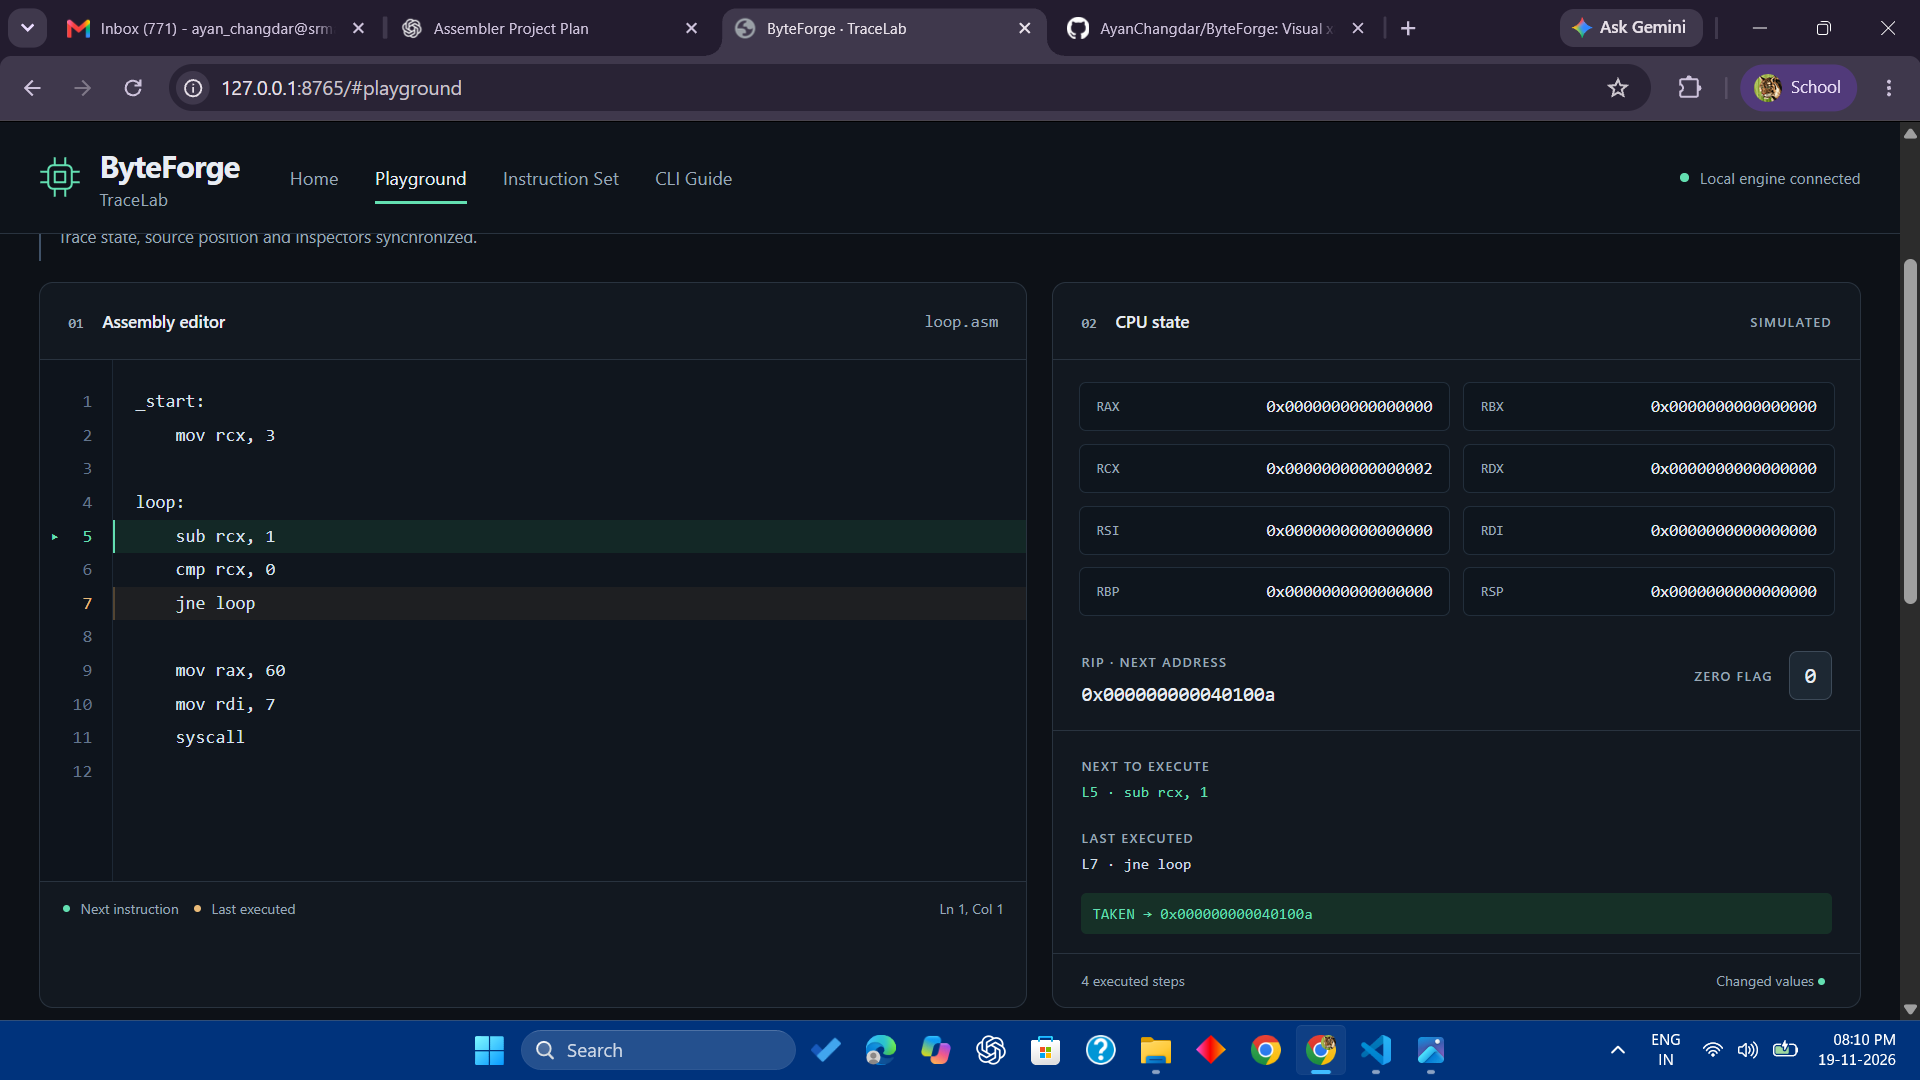 Inbox (771) - ayan_changdar@srm
Assembler Project Plan
ByteForge · TraceLab
AyanChangdar/ByteForge: Visual x
Ask Gemini
127.0.0.1:8765/#playground
School
ByteForge
TraceLab
Home
Playground
Instruction Set
CLI Guide
Local engine connected
Trace state, source position and inspectors synchronized.
01 Assembly editor
loop.asm
1 _start:
2 mov rcx, 3
3
4 loop:
5 sub rcx, 1
6 cmp rcx, 0
7 jne loop
8
9 mov rax, 60
10 mov rdi, 7
11 syscall
12
Next instruction
Last executed
Ln 1, Col 1
02 CPU state
SIMULATED
RAX 0x0000000000000000
RBX 0x0000000000000000
RCX 0x0000000000000002
RDX 0x0000000000000000
RSI 0x0000000000000000
RDI 0x0000000000000000
RBP 0x0000000000000000
RSP 0x0000000000000000
RIP · NEXT ADDRESS
0x000000000040100a
ZERO FLAG 0
NEXT TO EXECUTE
L5 · sub rcx, 1
LAST EXECUTED
L7 · jne loop
TAKEN → 0x000000000040100a
4 executed steps
Changed values
Search
ENG
IN
08:10 PM
19-11-2026